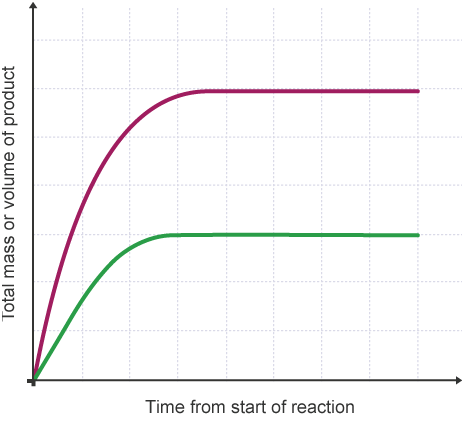 Total mass or volume of product
Time from start of reaction